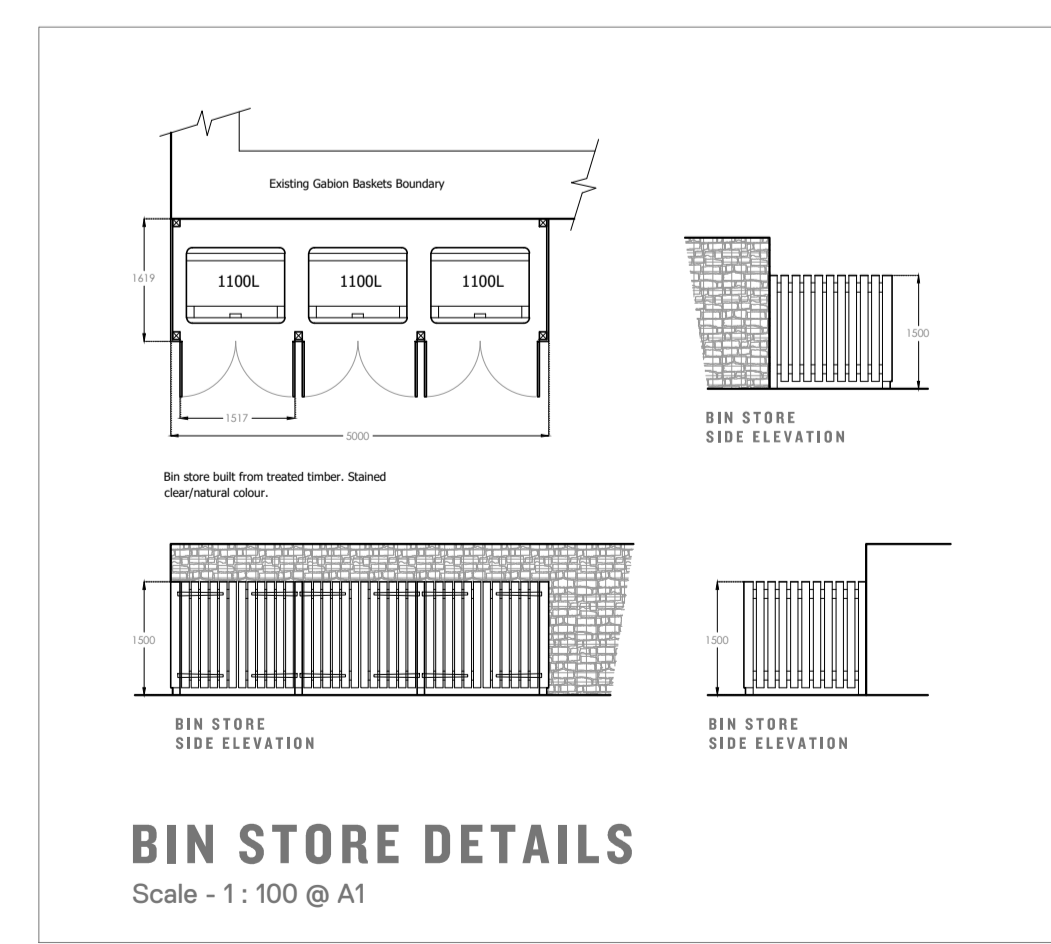 Existing Gabion Baskets Boundary
1619
1100L
1100L
1100L
1517
5000
1500
BIN STORE
SIDE ELEVATION
Bin store built from treated timber. Stained
clear/natural colour.
1500
BIN STORE
SIDE ELEVATION
1500
BIN STORE
SIDE ELEVATION
BIN STORE DETAILS
Scale - 1 : 100 @ A1